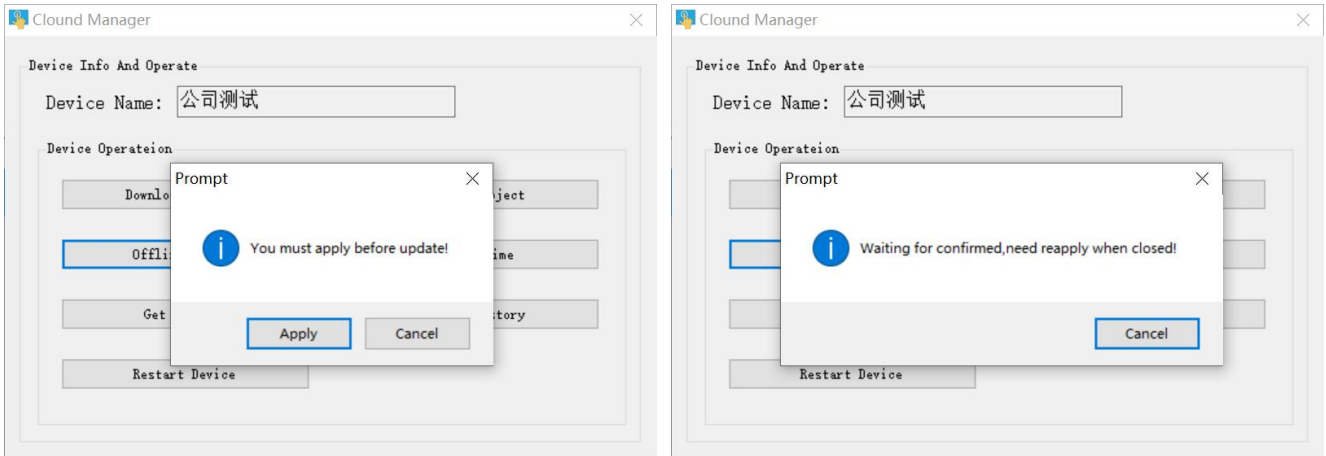 Clound Manager
Device Info And Operate
Device Name: 公司测试
Device Operateion
Prompt
Downlo
ject
You must apply before update!
Offli
ime
Get
tory
Apply
Cancel
Restart Device
Clound Manager
Device Info And Operate
Device Name: 公司测试
Device Operateion
Prompt
Waiting for confirmed,need reapply when closed!
Cancel
Restart Device